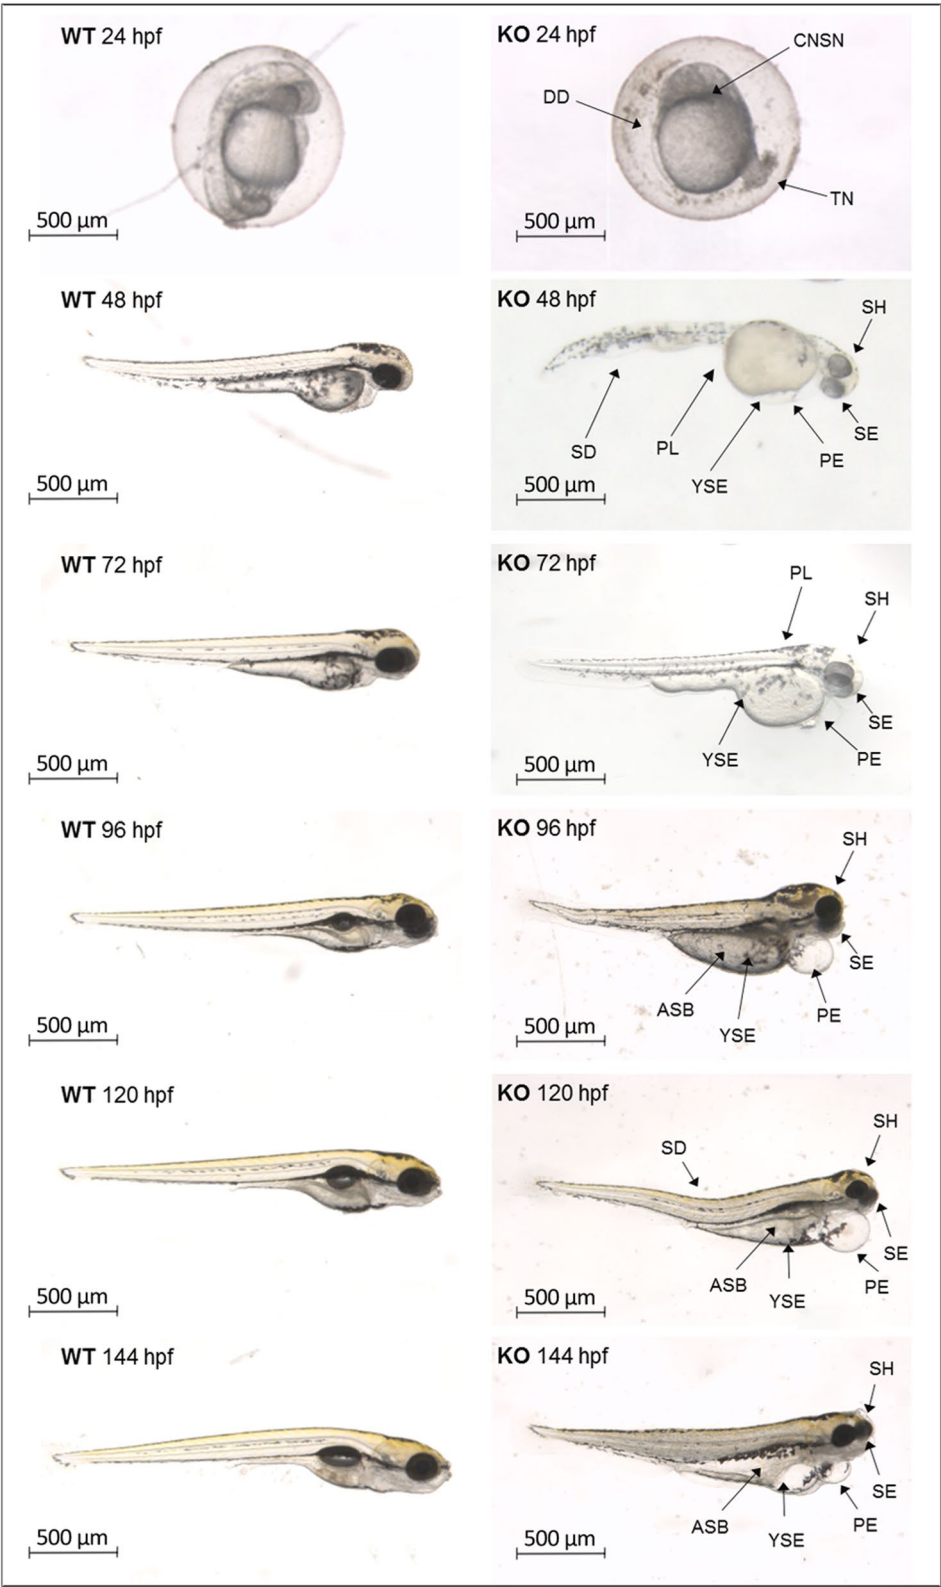 WT 24 hpf
KO 24 hpf
CNSN
DD
TN
500 µm
500 µm
WT 48 hpf
KO 48 hpf
SH
SE
SD
PL
PE
YSE
500 µm
500 µm
WT 72 hpf
KO 72 hpf
PL
SH
SE
YSE
PE
500 µm
500 µm
WT 96 hpf
KO 96 hpf
SH
SE
ASB
PE
YSE
500 µm
500 µm
WT 120 hpf
KO 120 hpf
SH
SD
SE
ASB
PE
YSE
500 µm
500 µm
WT 144 hpf
KO 144 hpf
SH
SE
ASB
PE
YSE
500 µm
500 µm